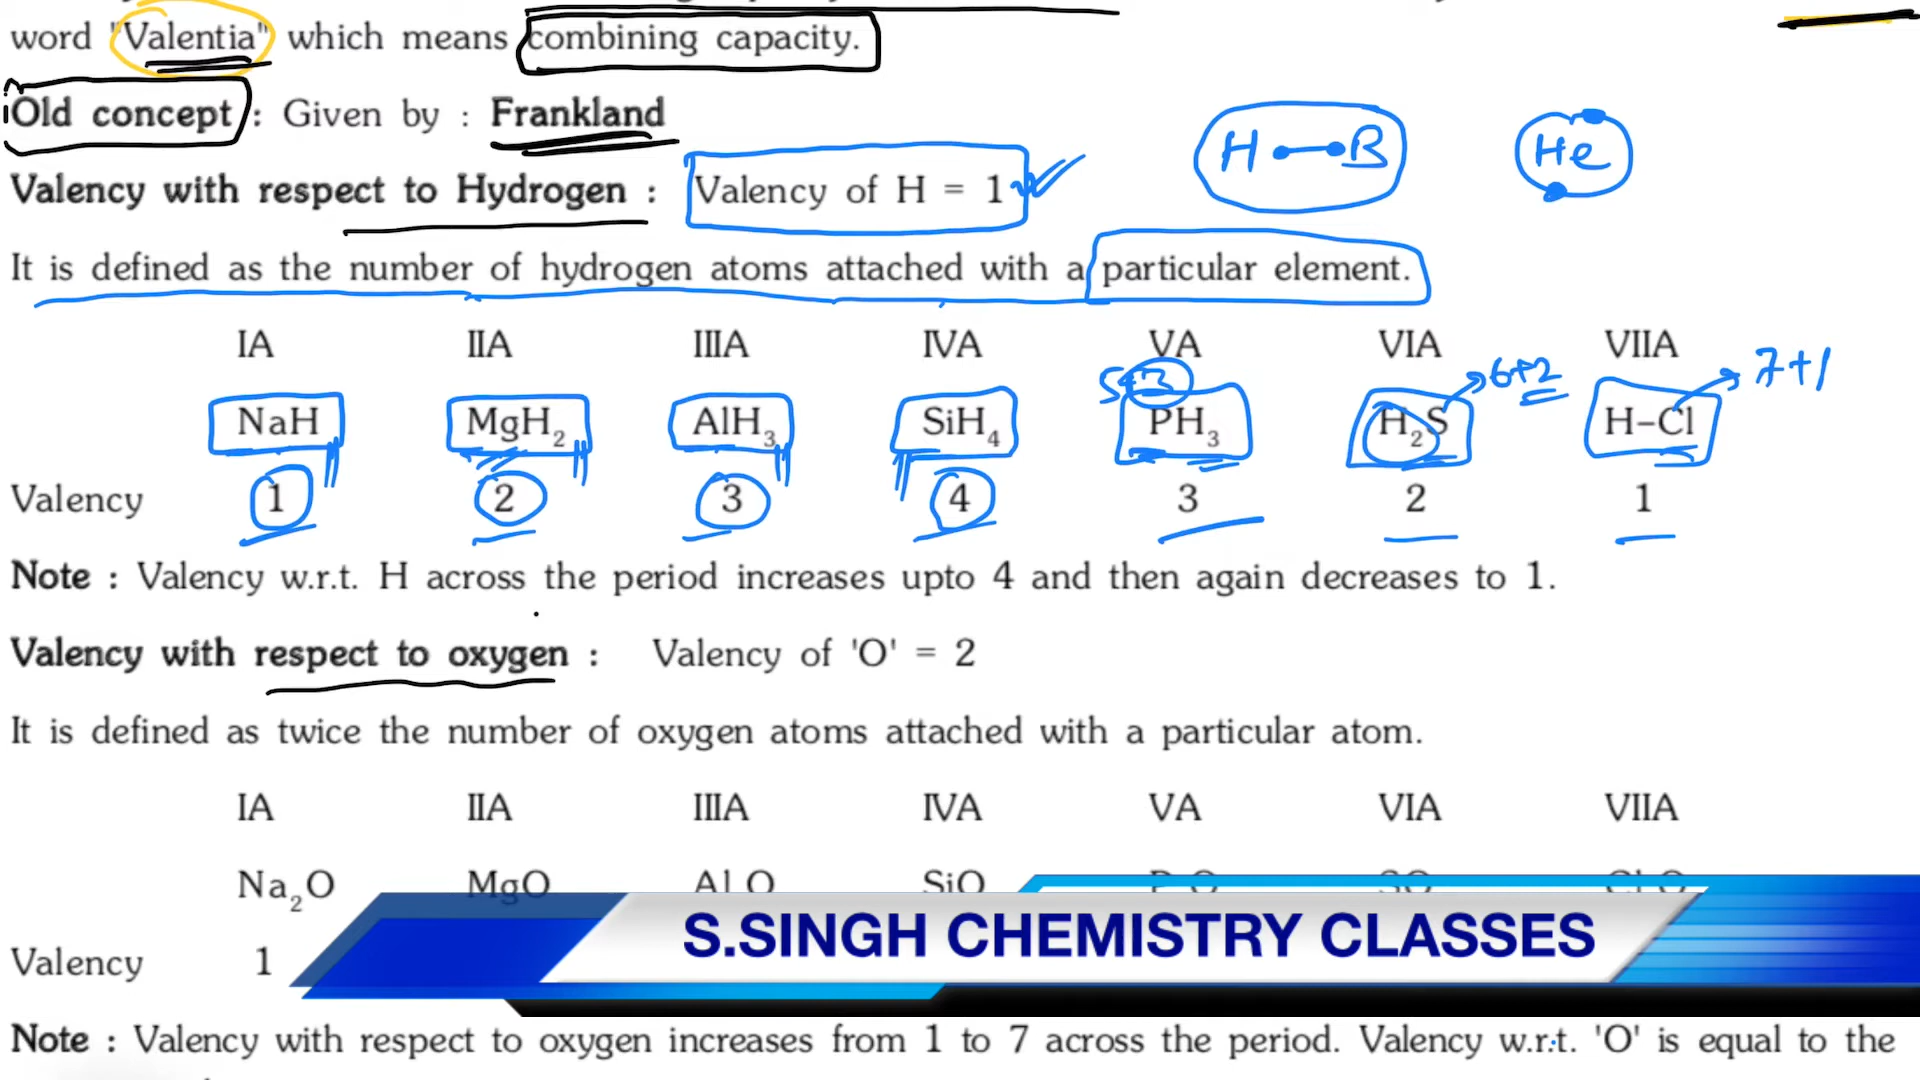 word "Valentia" which means combining capacity.
Old concept : Given by : Frankland
H B He
Valency with respect to Hydrogen : Valency of H = 1
It is defined as the number of hydrogen atoms attached with a particular element.
IA IIA IIIA IVA VA VIA VIIA
5+3 6+2 7+1
NaH MgH₂ AlH₃ SiH₄ PH₃ H₂S H–Cl
Valency 1 2 3 4 3 2 1
Note : Valency w.r.t. H across the period increases upto 4 and then again decreases to 1.
Valency with respect to oxygen : Valency of 'O' = 2
It is defined as twice the number of oxygen atoms attached with a particular atom.
IA IIA IIIA IVA VA VIA VIIA
Na₂O MgO
S.SINGH CHEMISTRY CLASSES
Valency 1
Note : Valency with respect to oxygen increases from 1 to 7 across the period. Valency w.r.t. 'O' is equal to the